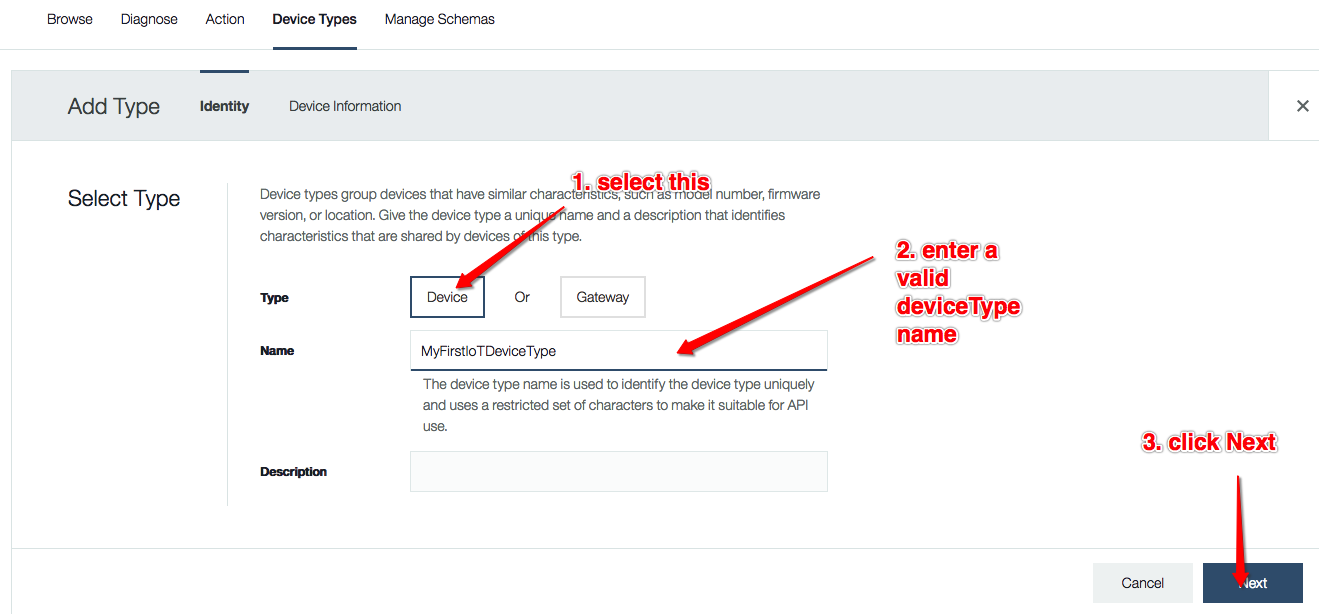 Browse Diagnose Action Device Types Manage Schemas
Add Type Identity Device Information ×
Select Type
1. select this
Device types group devices that have similar characteristics, such as model number, firmware
version, or location. Give the device type a unique name and a description that identifies
characteristics that are shared by devices of this type.
2. enter a
valid
deviceType
name
Type Device Or Gateway
Name MyFirstIoTDeviceType
The device type name is used to identify the device type uniquely
and uses a restricted set of characters to make it suitable for API
use.
3. click Next
Description
Cancel Next